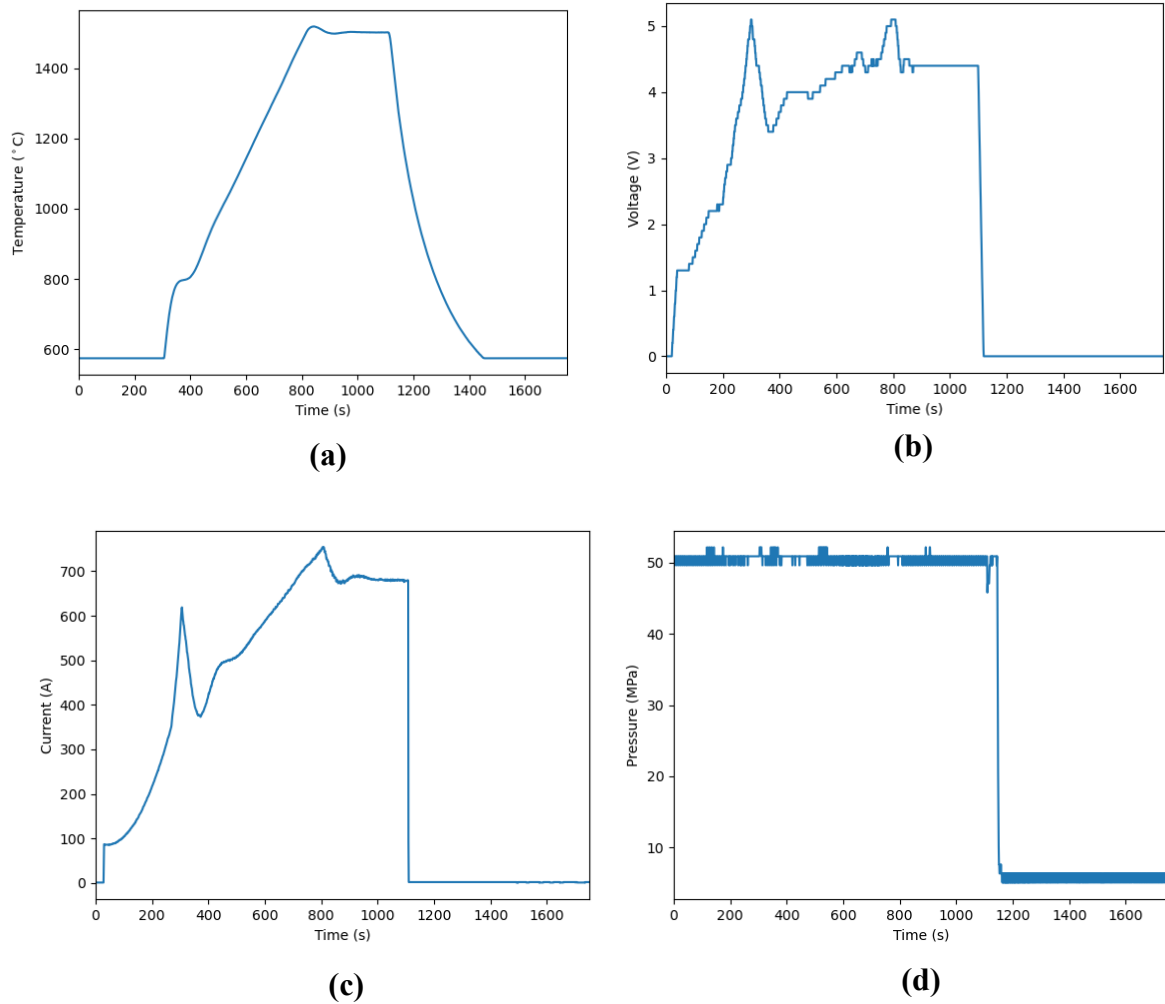 1400
1200
1000
800
600
Temperature (°C)
0 200 400 600 800 1000 1200 1400 1600
Time (s)
(a)
5
4
3
2
1
0
Voltage (V)
0 200 400 600 800 1000 1200 1400 1600
Time (s)
(b)
700
600
500
400
300
200
100
0
Current (A)
0 200 400 600 800 1000 1200 1400 1600
Time (s)
(c)
50
40
30
20
10
Pressure (MPa)
0 200 400 600 800 1000 1200 1400 1600
Time (s)
(d)